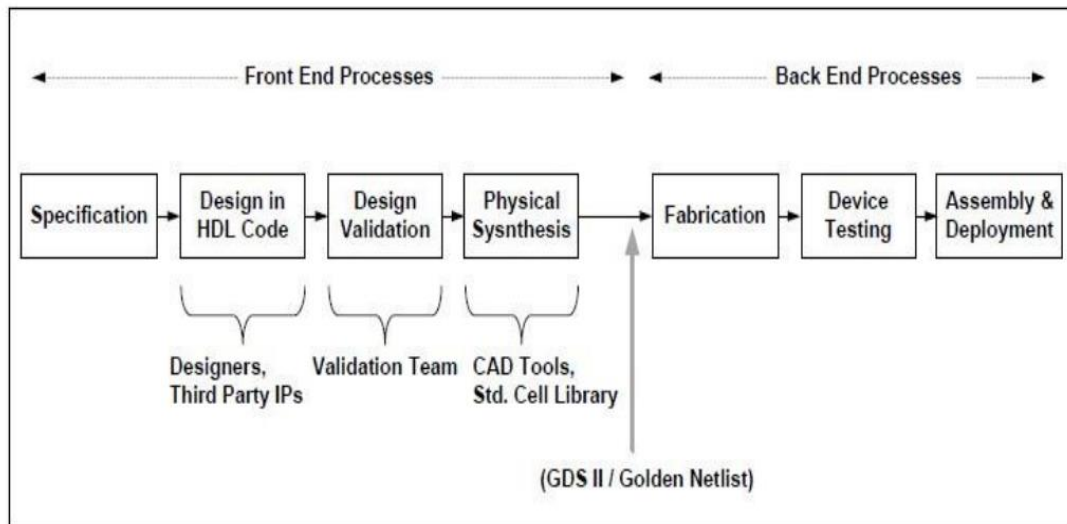 Front End Processes
Back End Processes
Specification
Design in
HDL Code
Design
Validation
Physical
Sysnthesis
Fabrication
Device
Testing
Assembly &
Deployment
Designers,
Third Party IPs
Validation Team
CAD Tools,
Std. Cell Library
(GDS II / Golden Netlist)